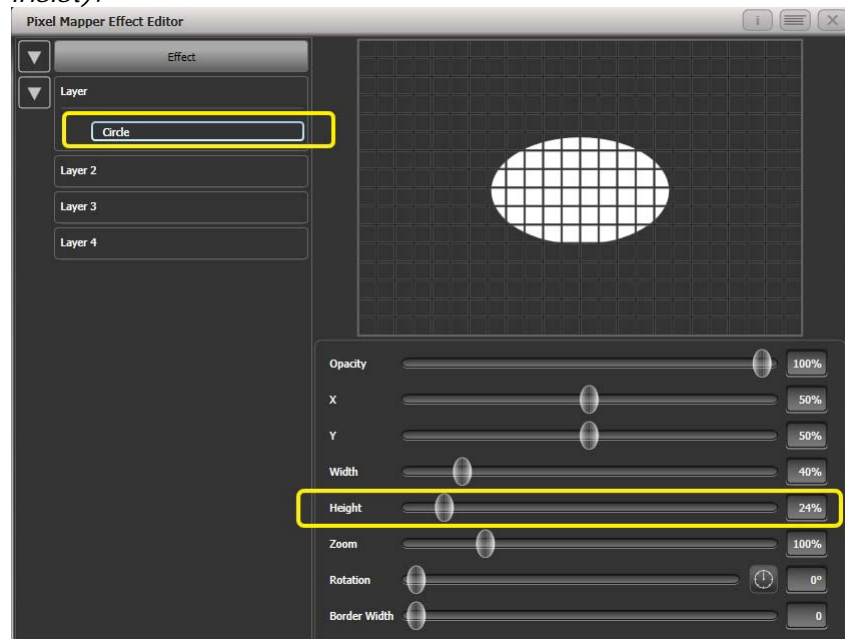 Pixel Mapper Effect Editor
Effect
Layer
Circle
Layer 2
Layer 3
Layer 4
Opacity 100%
X 50%
Y 50%
Width 40%
Height 24%
Zoom 100%
Rotation 0°
Border Width 0